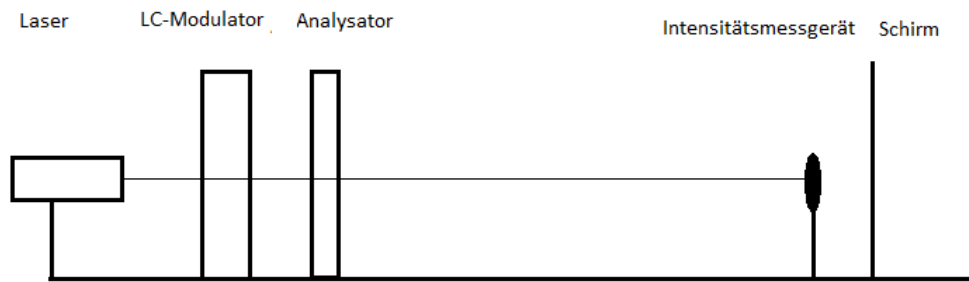 Laser
LC-Modulator
Analysator
Intensitätsmessgerät
Schirm